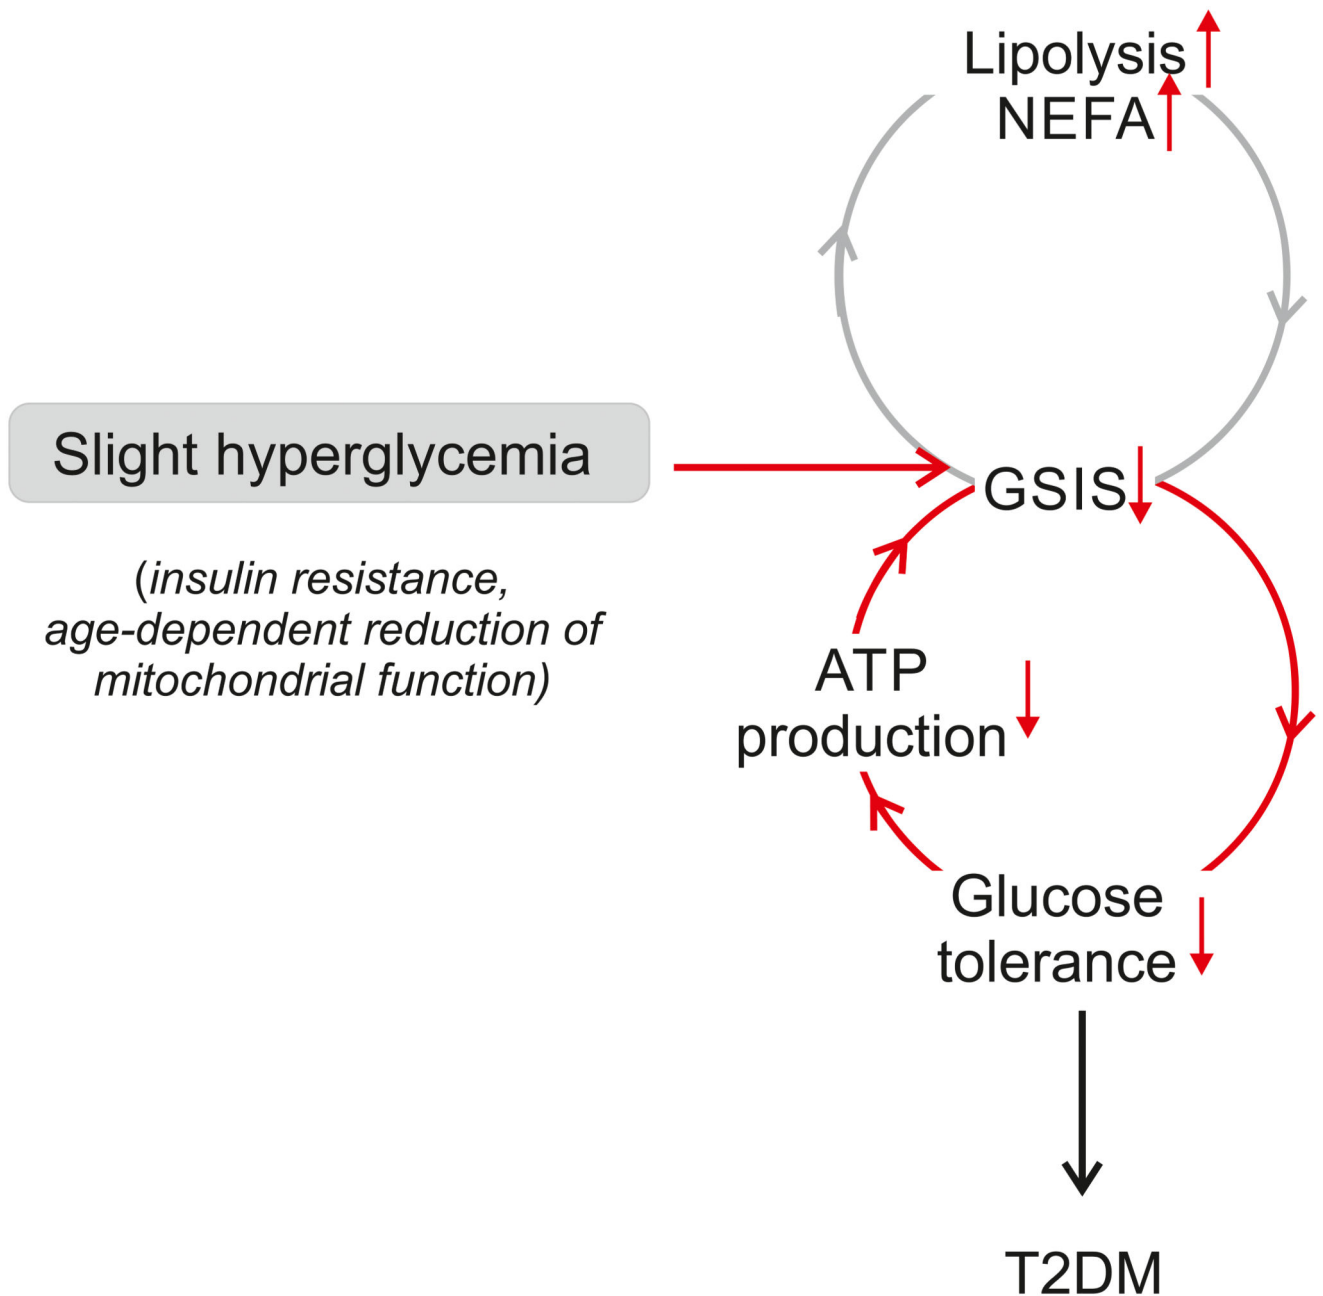 Lipolysis
NEFA
Slight hyperglycemia
(insulin resistance,
age-dependent reduction of
mitochondrial function)
GSIS
ATP
production
Glucose
tolerance
T2DM